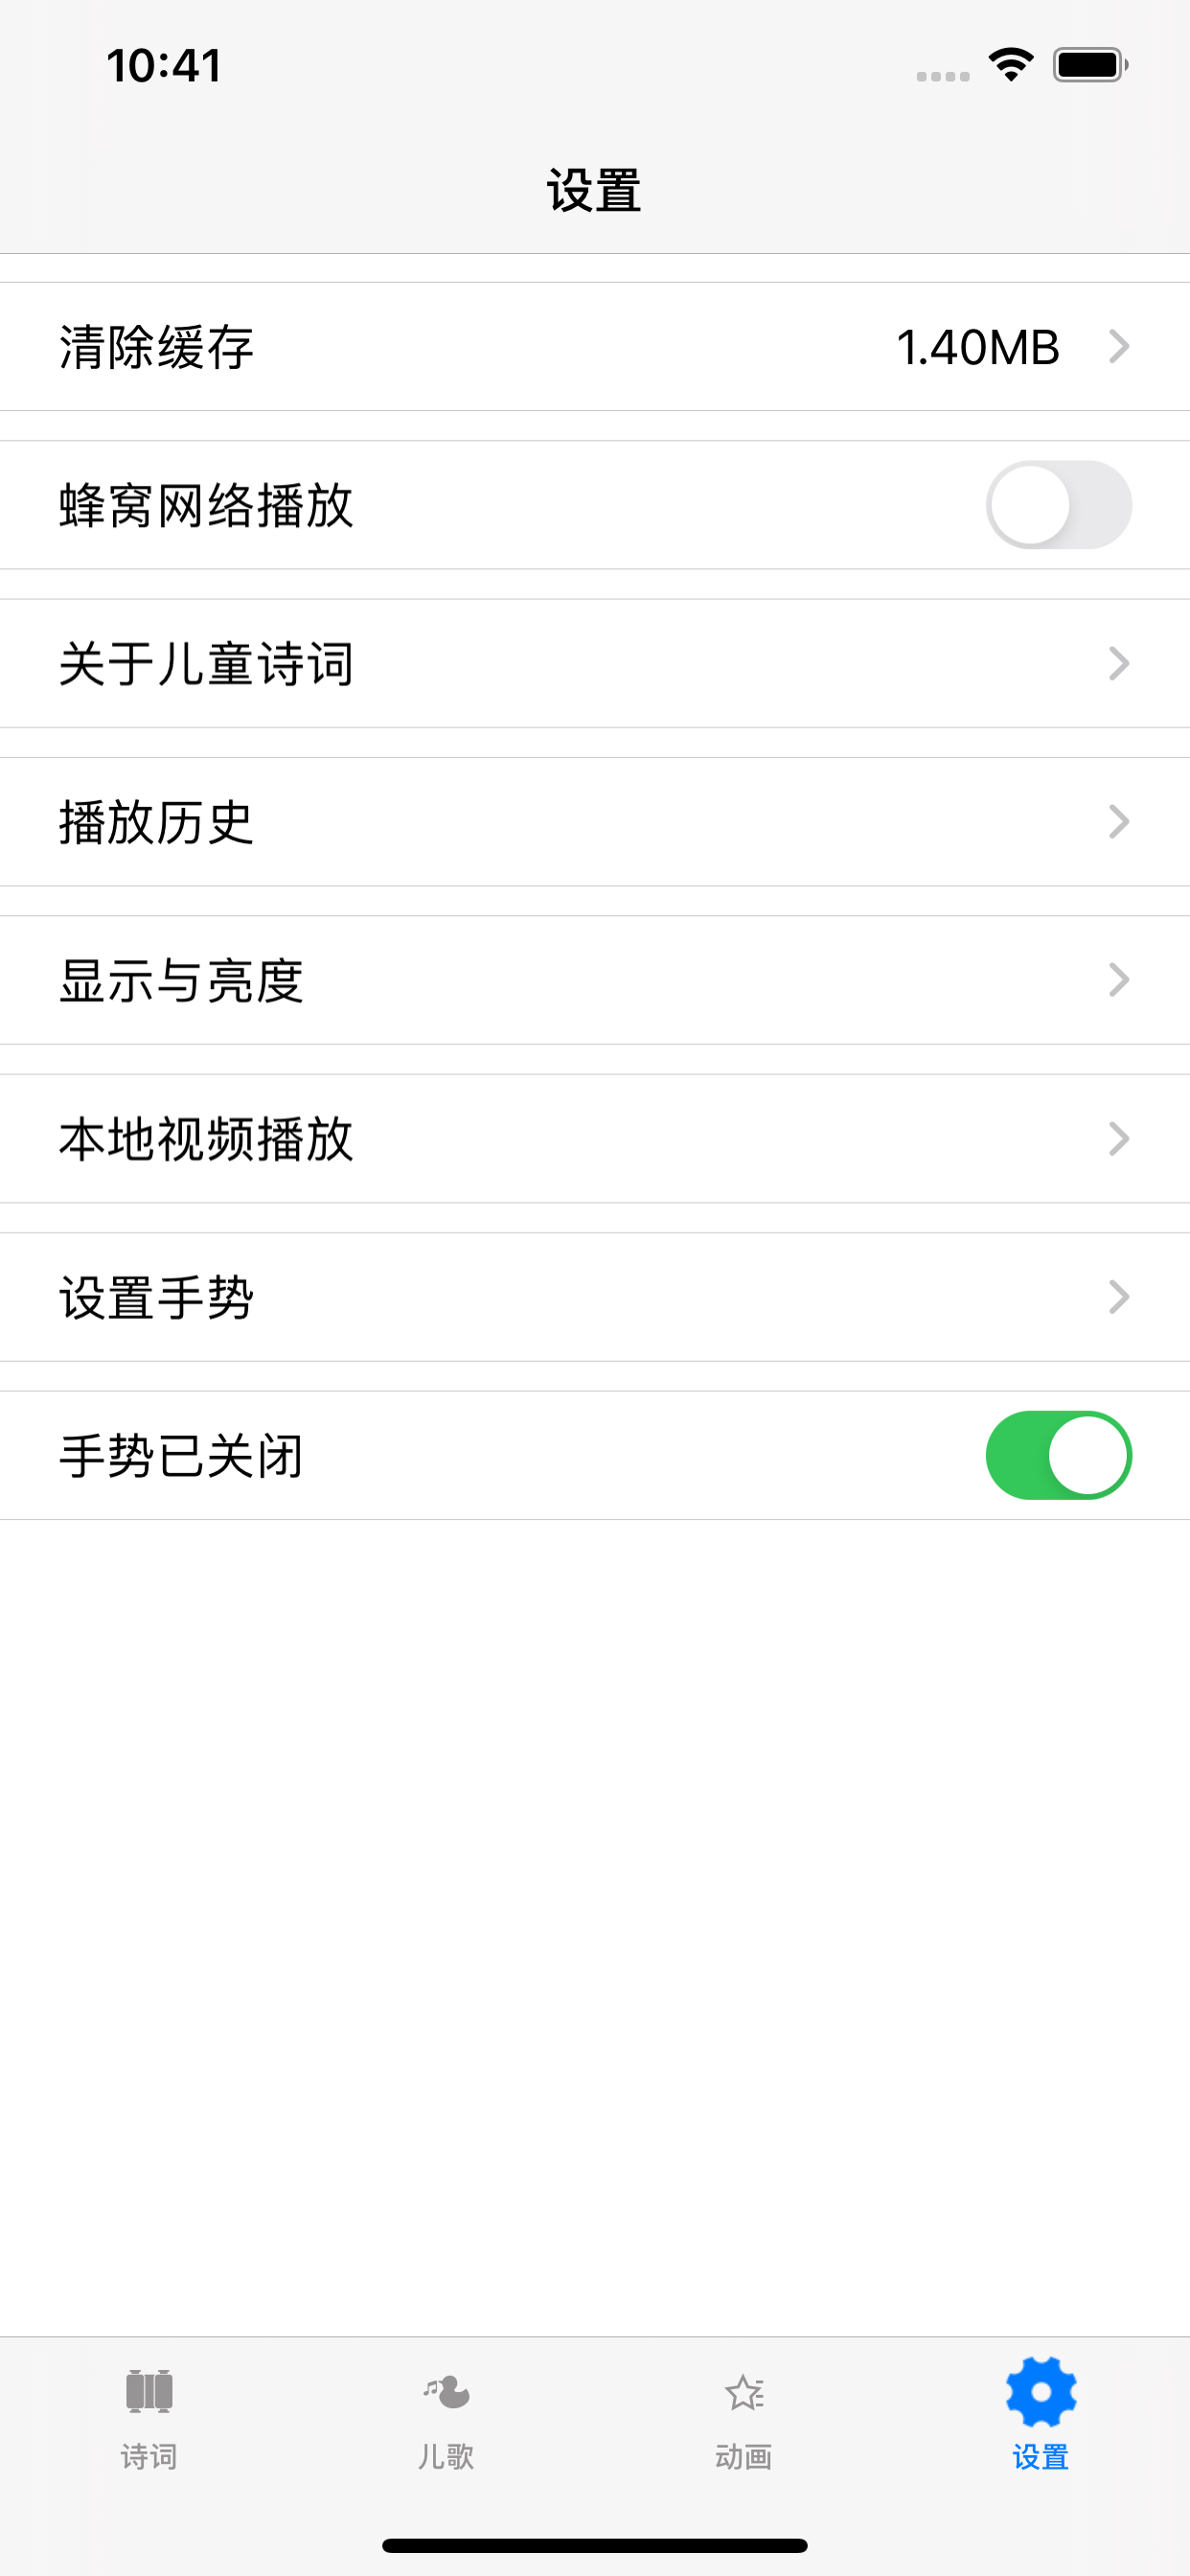 10:41
设置
清除缓存 1.40MB
蜂窝网络播放
关于儿童诗词
播放历史
显示与亮度
本地视频播放
设置手势
手势已关闭
诗词 儿歌 动画 设置